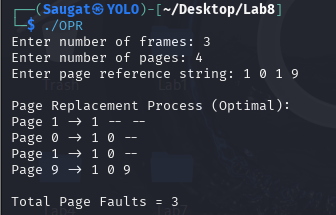 ┌──(Saugat㉿YOLO)-[~/Desktop/Lab8]
└─$ ./OPR
Enter number of frames: 3
Enter number of pages: 4
Enter page reference string: 1 0 1 9
Page Replacement Process (Optimal):
Page 1 → 1 -- --
Page 0 → 1 0 --
Page 1 → 1 0 --
Page 9 → 1 0 9
Total Page Faults = 3